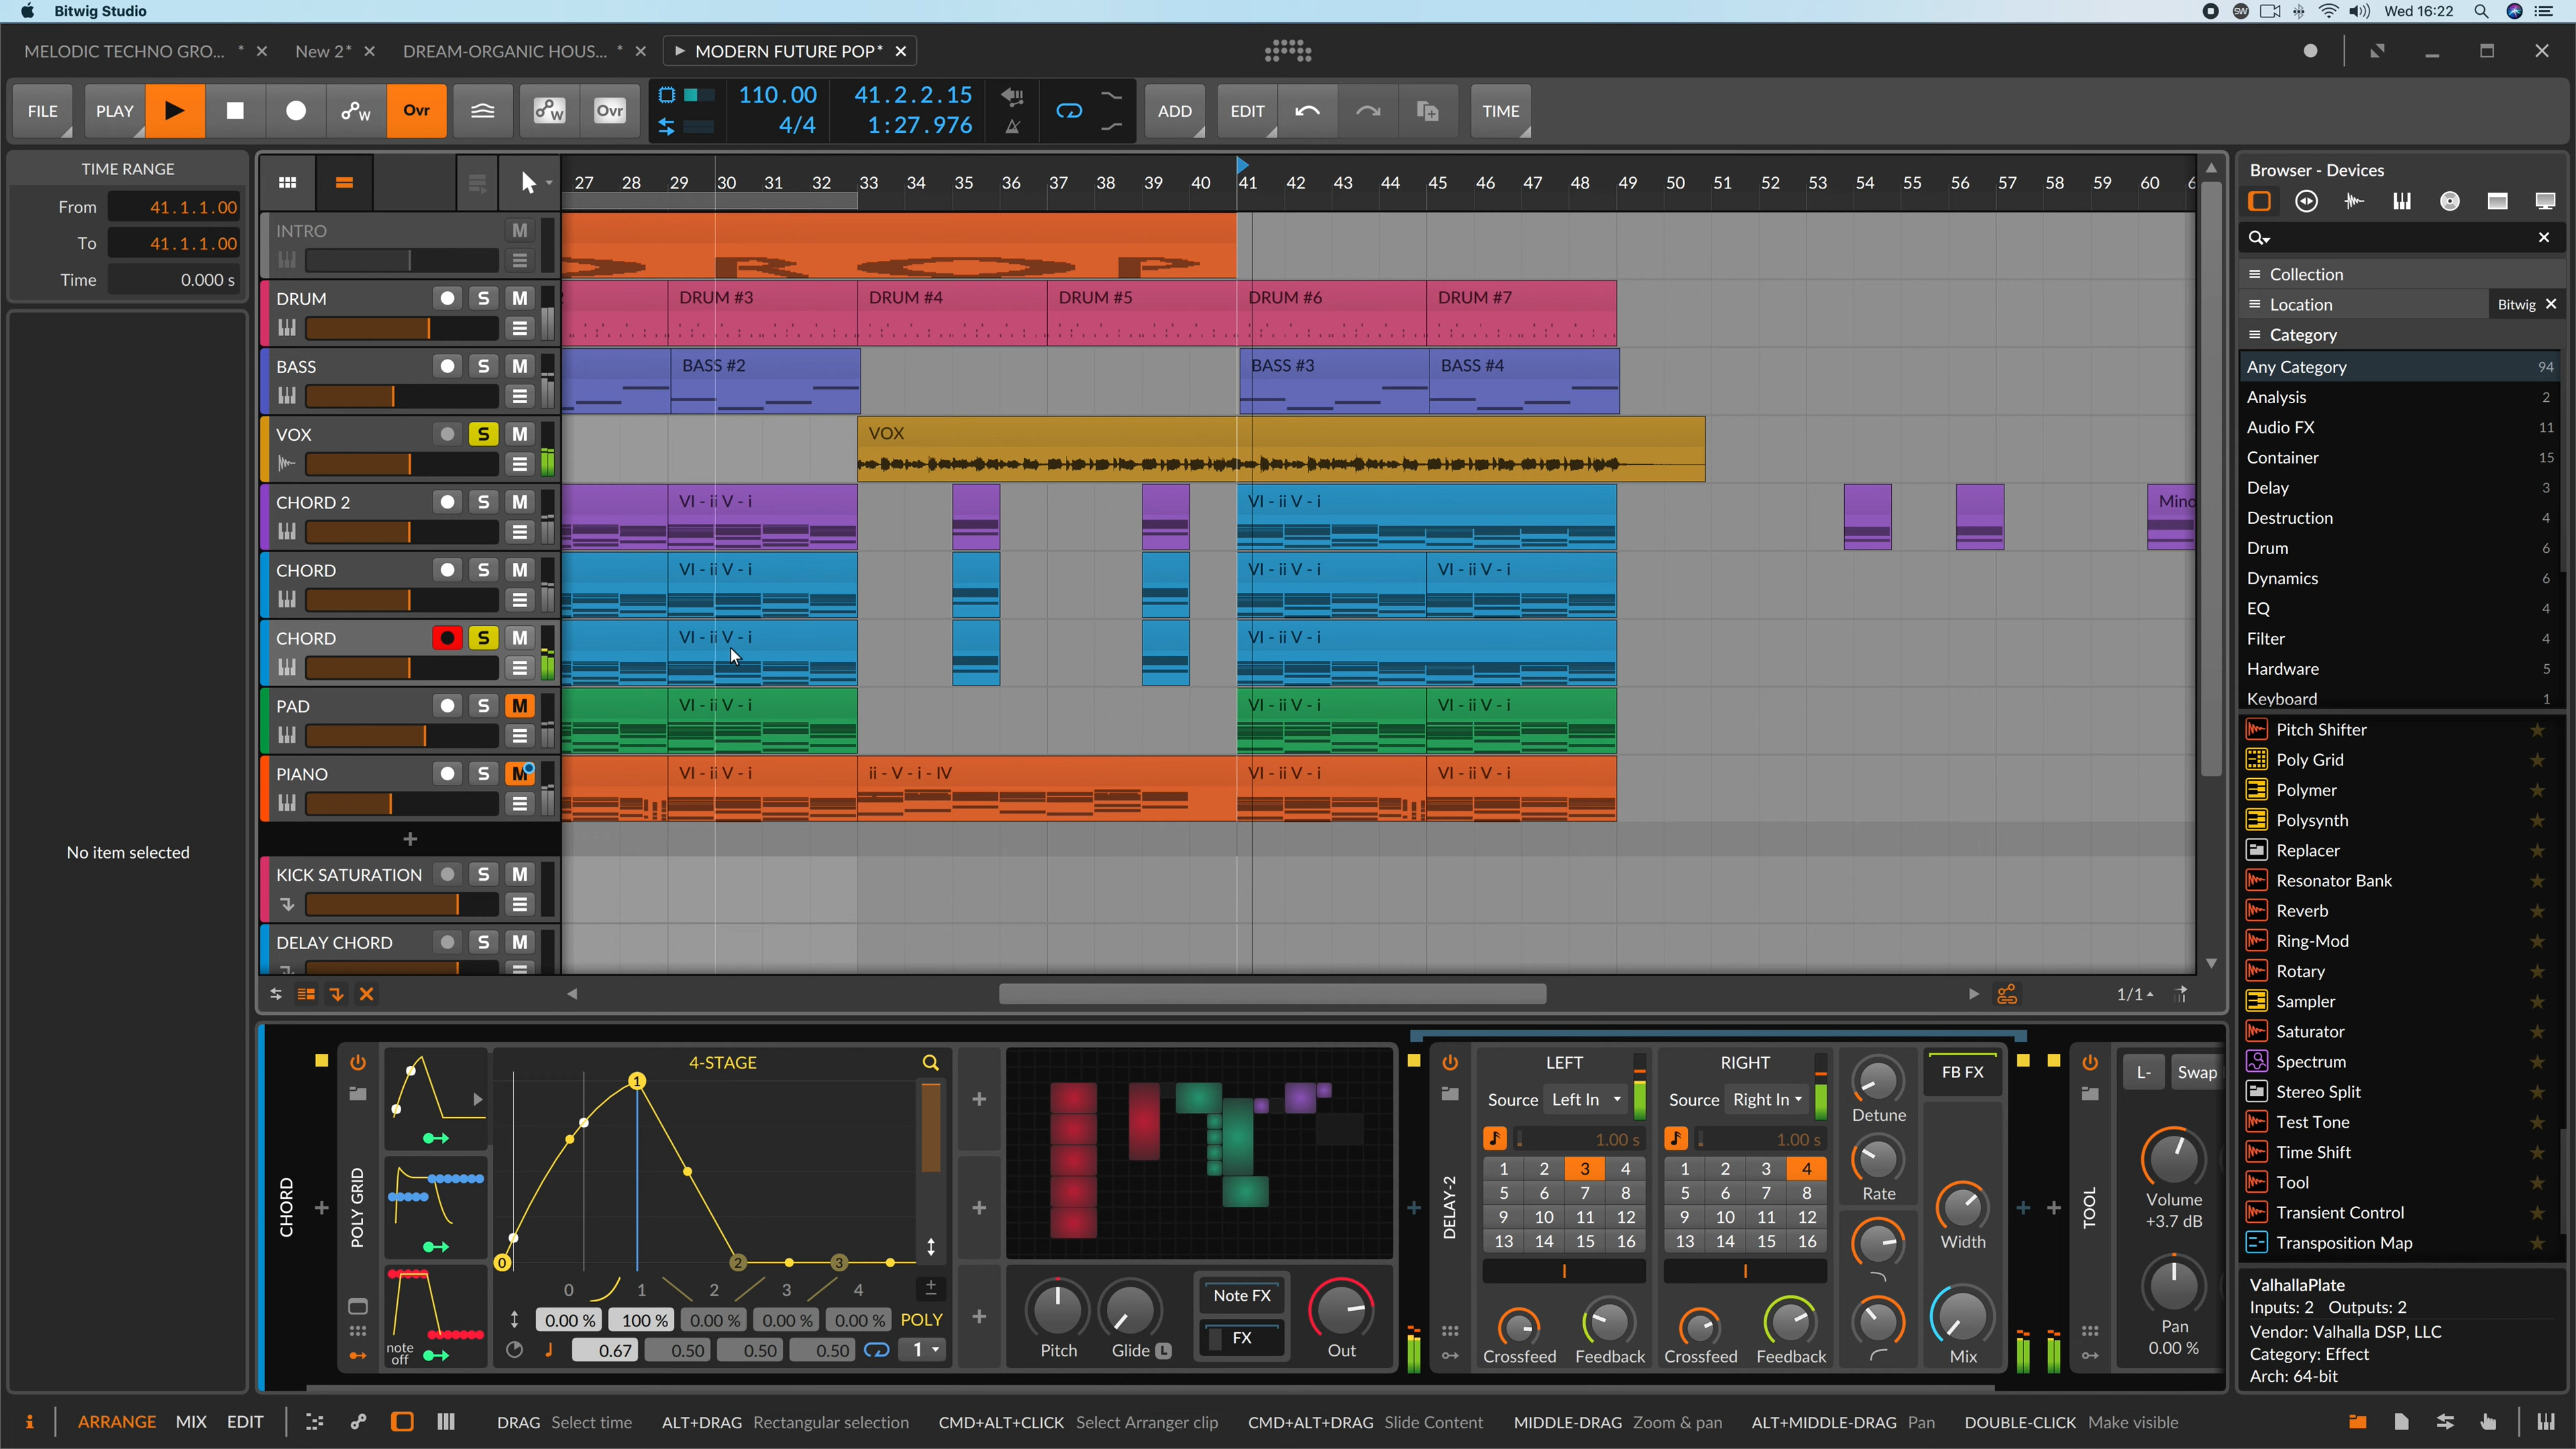 Bitwig Studio
SW
Wed 16:22
MELODIC TECHNO GRO... *
New 2*
DREAM-ORGANIC HOUS... *
MODERN FUTURE POP*
FILE
PLAY
W
Ovr
W
Ovr
110.00
41.2.2.15
4/4
1:27.976
ADD
EDIT
TIME
TIME RANGE
From 41.1.1.00
To 41.1.1.00
Time 0.000 s
No item selected
27 28 29 30 31 32 33 34 35 36 37 38 39 40 41 42 43 44 45 46 47 48 49 50 51 52 53 54 55 56 57 58 59 60
INTRO M
DROP
DRUM S M
DRUM #3 DRUM #4 DRUM #5 DRUM #6 DRUM #7
BASS S M
BASS #2 BASS #3 BASS #4
VOX S M
VOX
CHORD 2 S M
VI - ii V - i VI - ii V - i Mino
CHORD S M
VI - ii V - i VI - ii V - i VI - ii V - i
CHORD S M
VI - ii V - i VI - ii V - i
PAD S M
VI - ii V - i VI - ii V - i VI - ii V - i
PIANO S M
VI - ii V - i ii - V - i - IV VI - ii V - i VI - ii V - i
KICK SATURATION S M
DELAY CHORD S M
1/1
CHORD
POLY GRID
note off
4-STAGE
1
0 2 3
0 1 2 3 4
0.00 % 100 % 0.00 % 0.00 % 0.00 % POLY
0.67 0.50 0.50 0.50 1
Pitch
Glide L
Note FX
FX
Out
DELAY-2
LEFT
Source Left In
1.00 s
1 2 3 4
5 6 7 8
9 10 11 12
13 14 15 16
Crossfeed Feedback
RIGHT
Source Right In
1.00 s
1 2 3 4
5 6 7 8
9 10 11 12
13 14 15 16
Crossfeed Feedback
Detune
Rate
FB FX
Width
Mix
TOOL
L- Swap
Volume
+3.7 dB
Pan
0.00 %
Browser - Devices
Collection
Location Bitwig
Category
Any Category 94
Analysis 2
Audio FX 11
Container 15
Delay 3
Destruction 4
Drum 6
Dynamics 6
EQ 4
Filter 4
Hardware 5
Keyboard 1
Pitch Shifter
Poly Grid
Polymer
Polysynth
Replacer
Resonator Bank
Reverb
Ring-Mod
Rotary
Sampler
Saturator
Spectrum
Stereo Split
Test Tone
Time Shift
Tool
Transient Control
Transposition Map
ValhallaPlate
Inputs: 2 Outputs: 2
Vendor: Valhalla DSP, LLC
Category: Effect
Arch: 64-bit
i ARRANGE MIX EDIT
DRAG Select time ALT+DRAG Rectangular selection CMD+ALT+CLICK Select Arranger clip CMD+ALT+DRAG Slide Content MIDDLE-DRAG Zoom & pan ALT+MIDDLE-DRAG Pan DOUBLE-CLICK Make visible